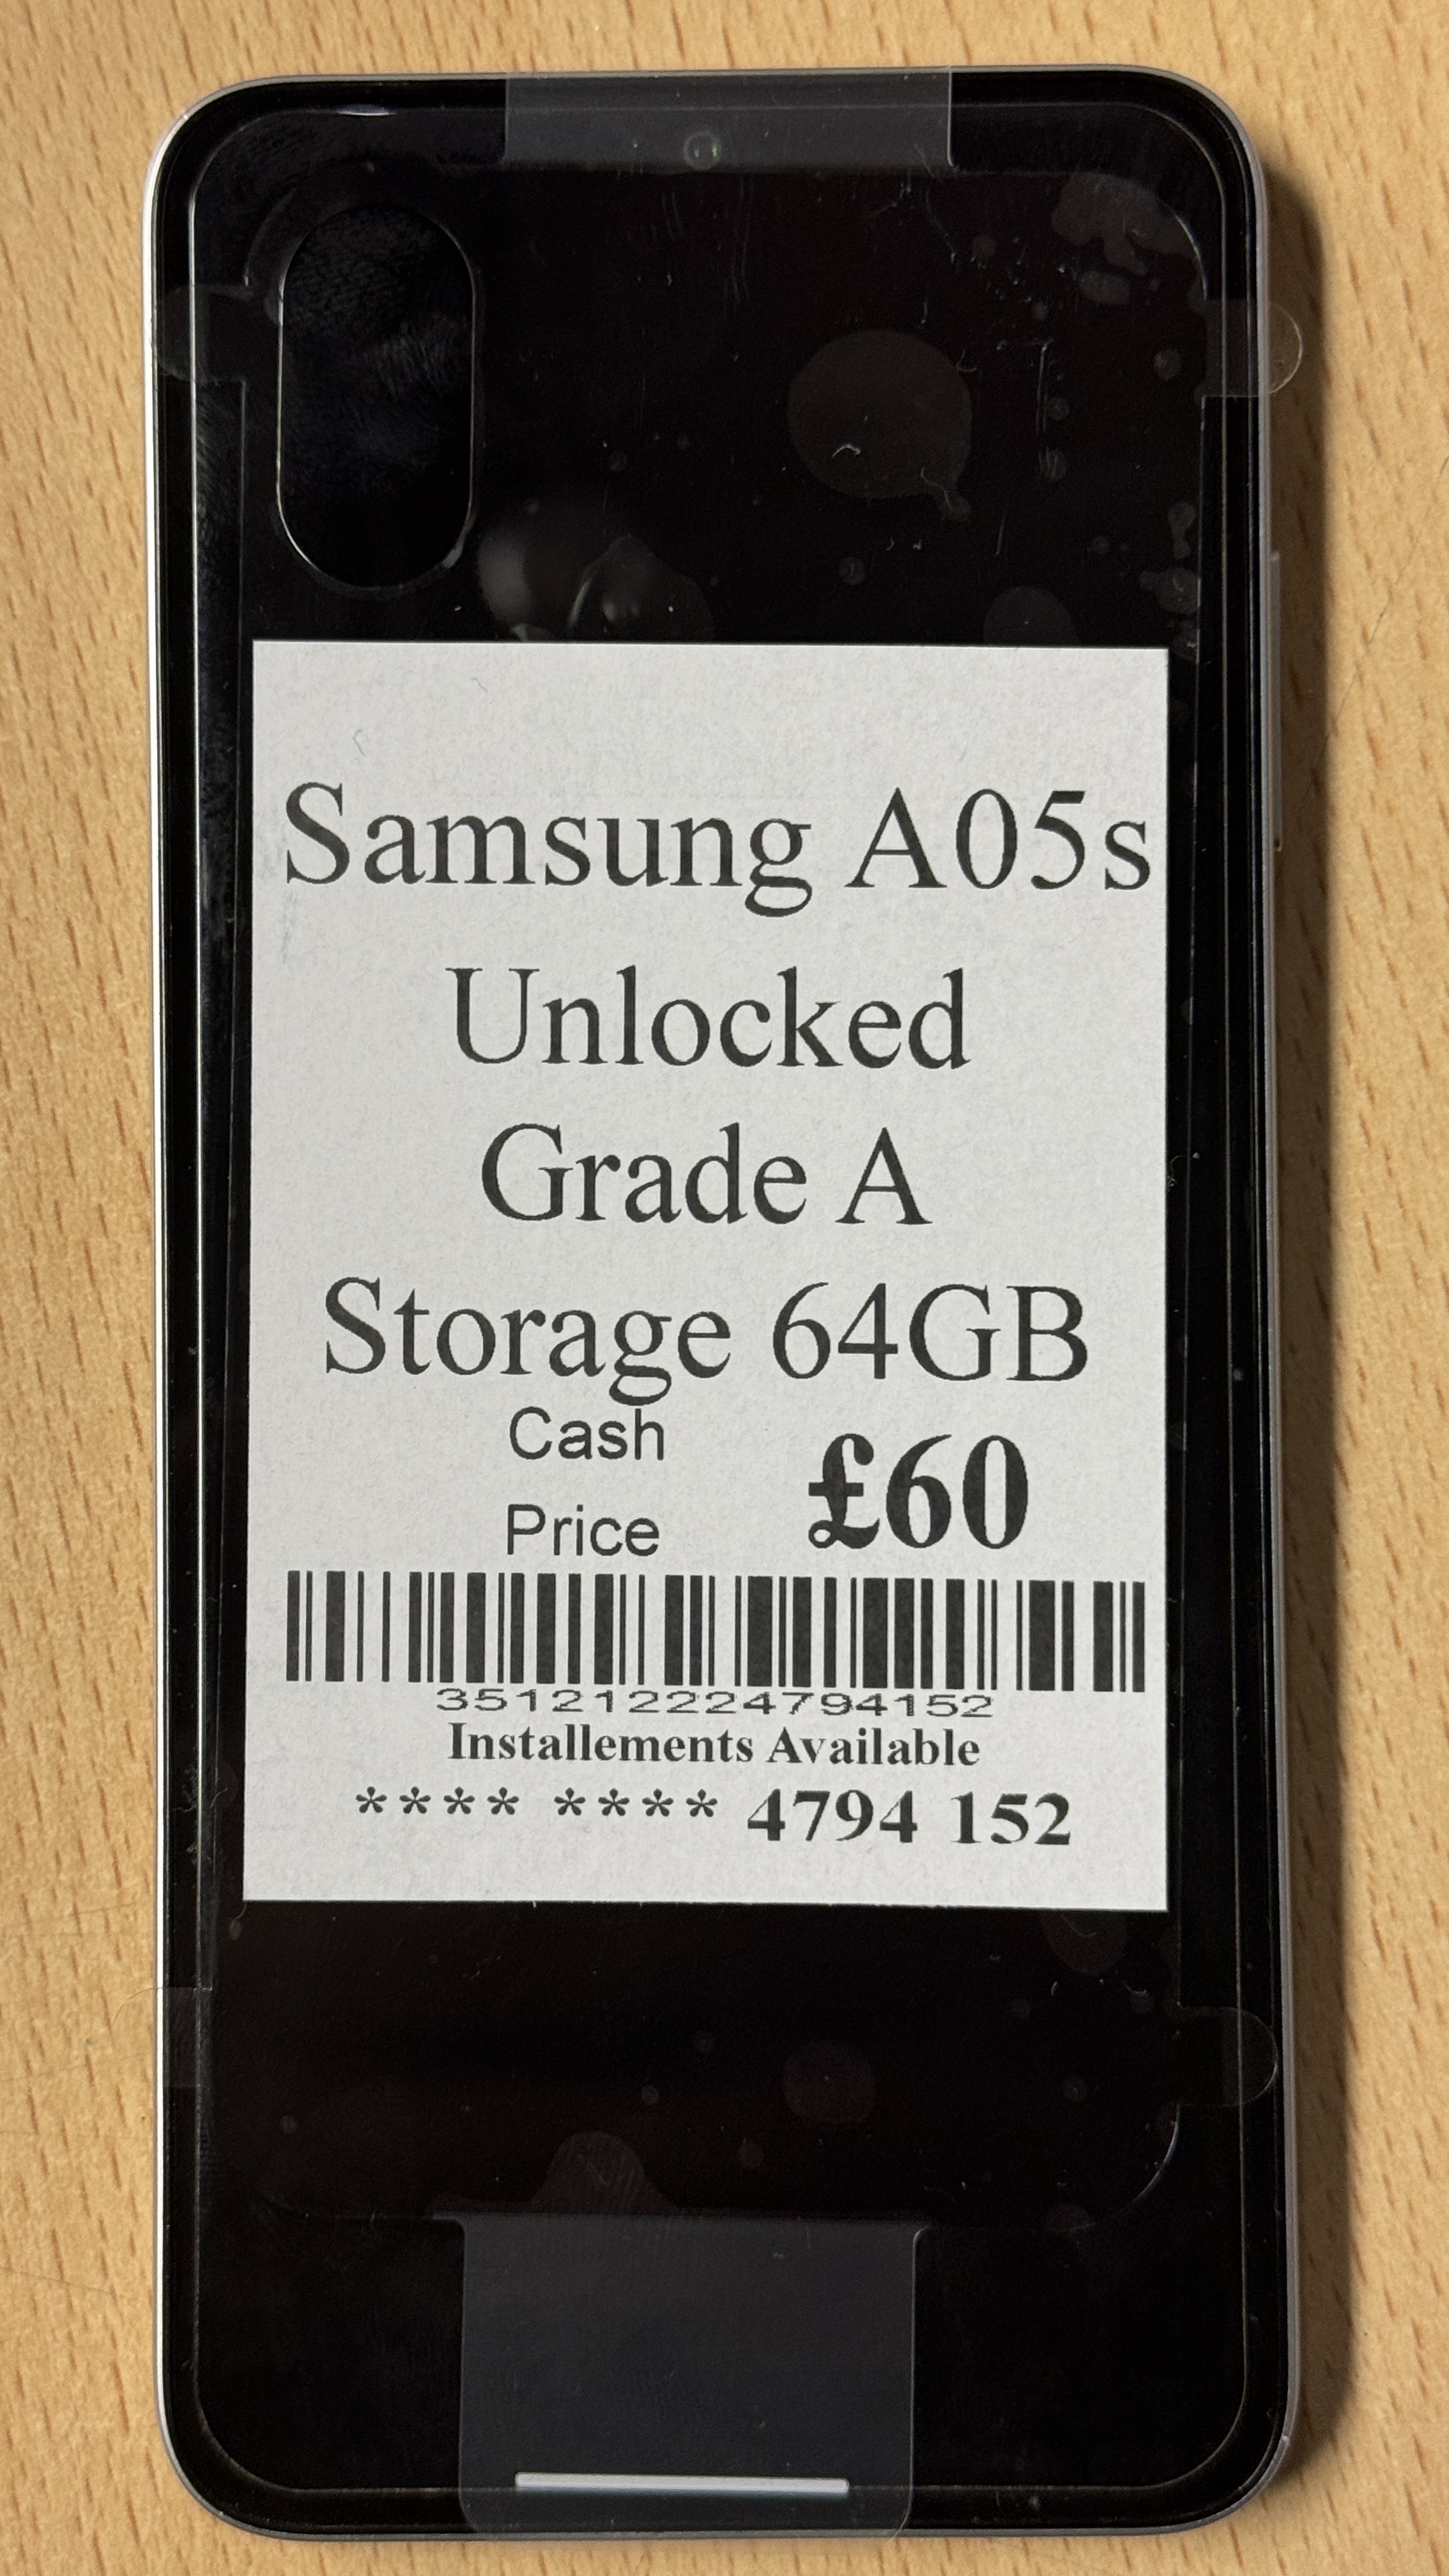 Samsung A05s
Unlocked
Grade A
Storage 64GB
Cash
Price £60
351212224794152
Installements Available
**** **** 4794 152